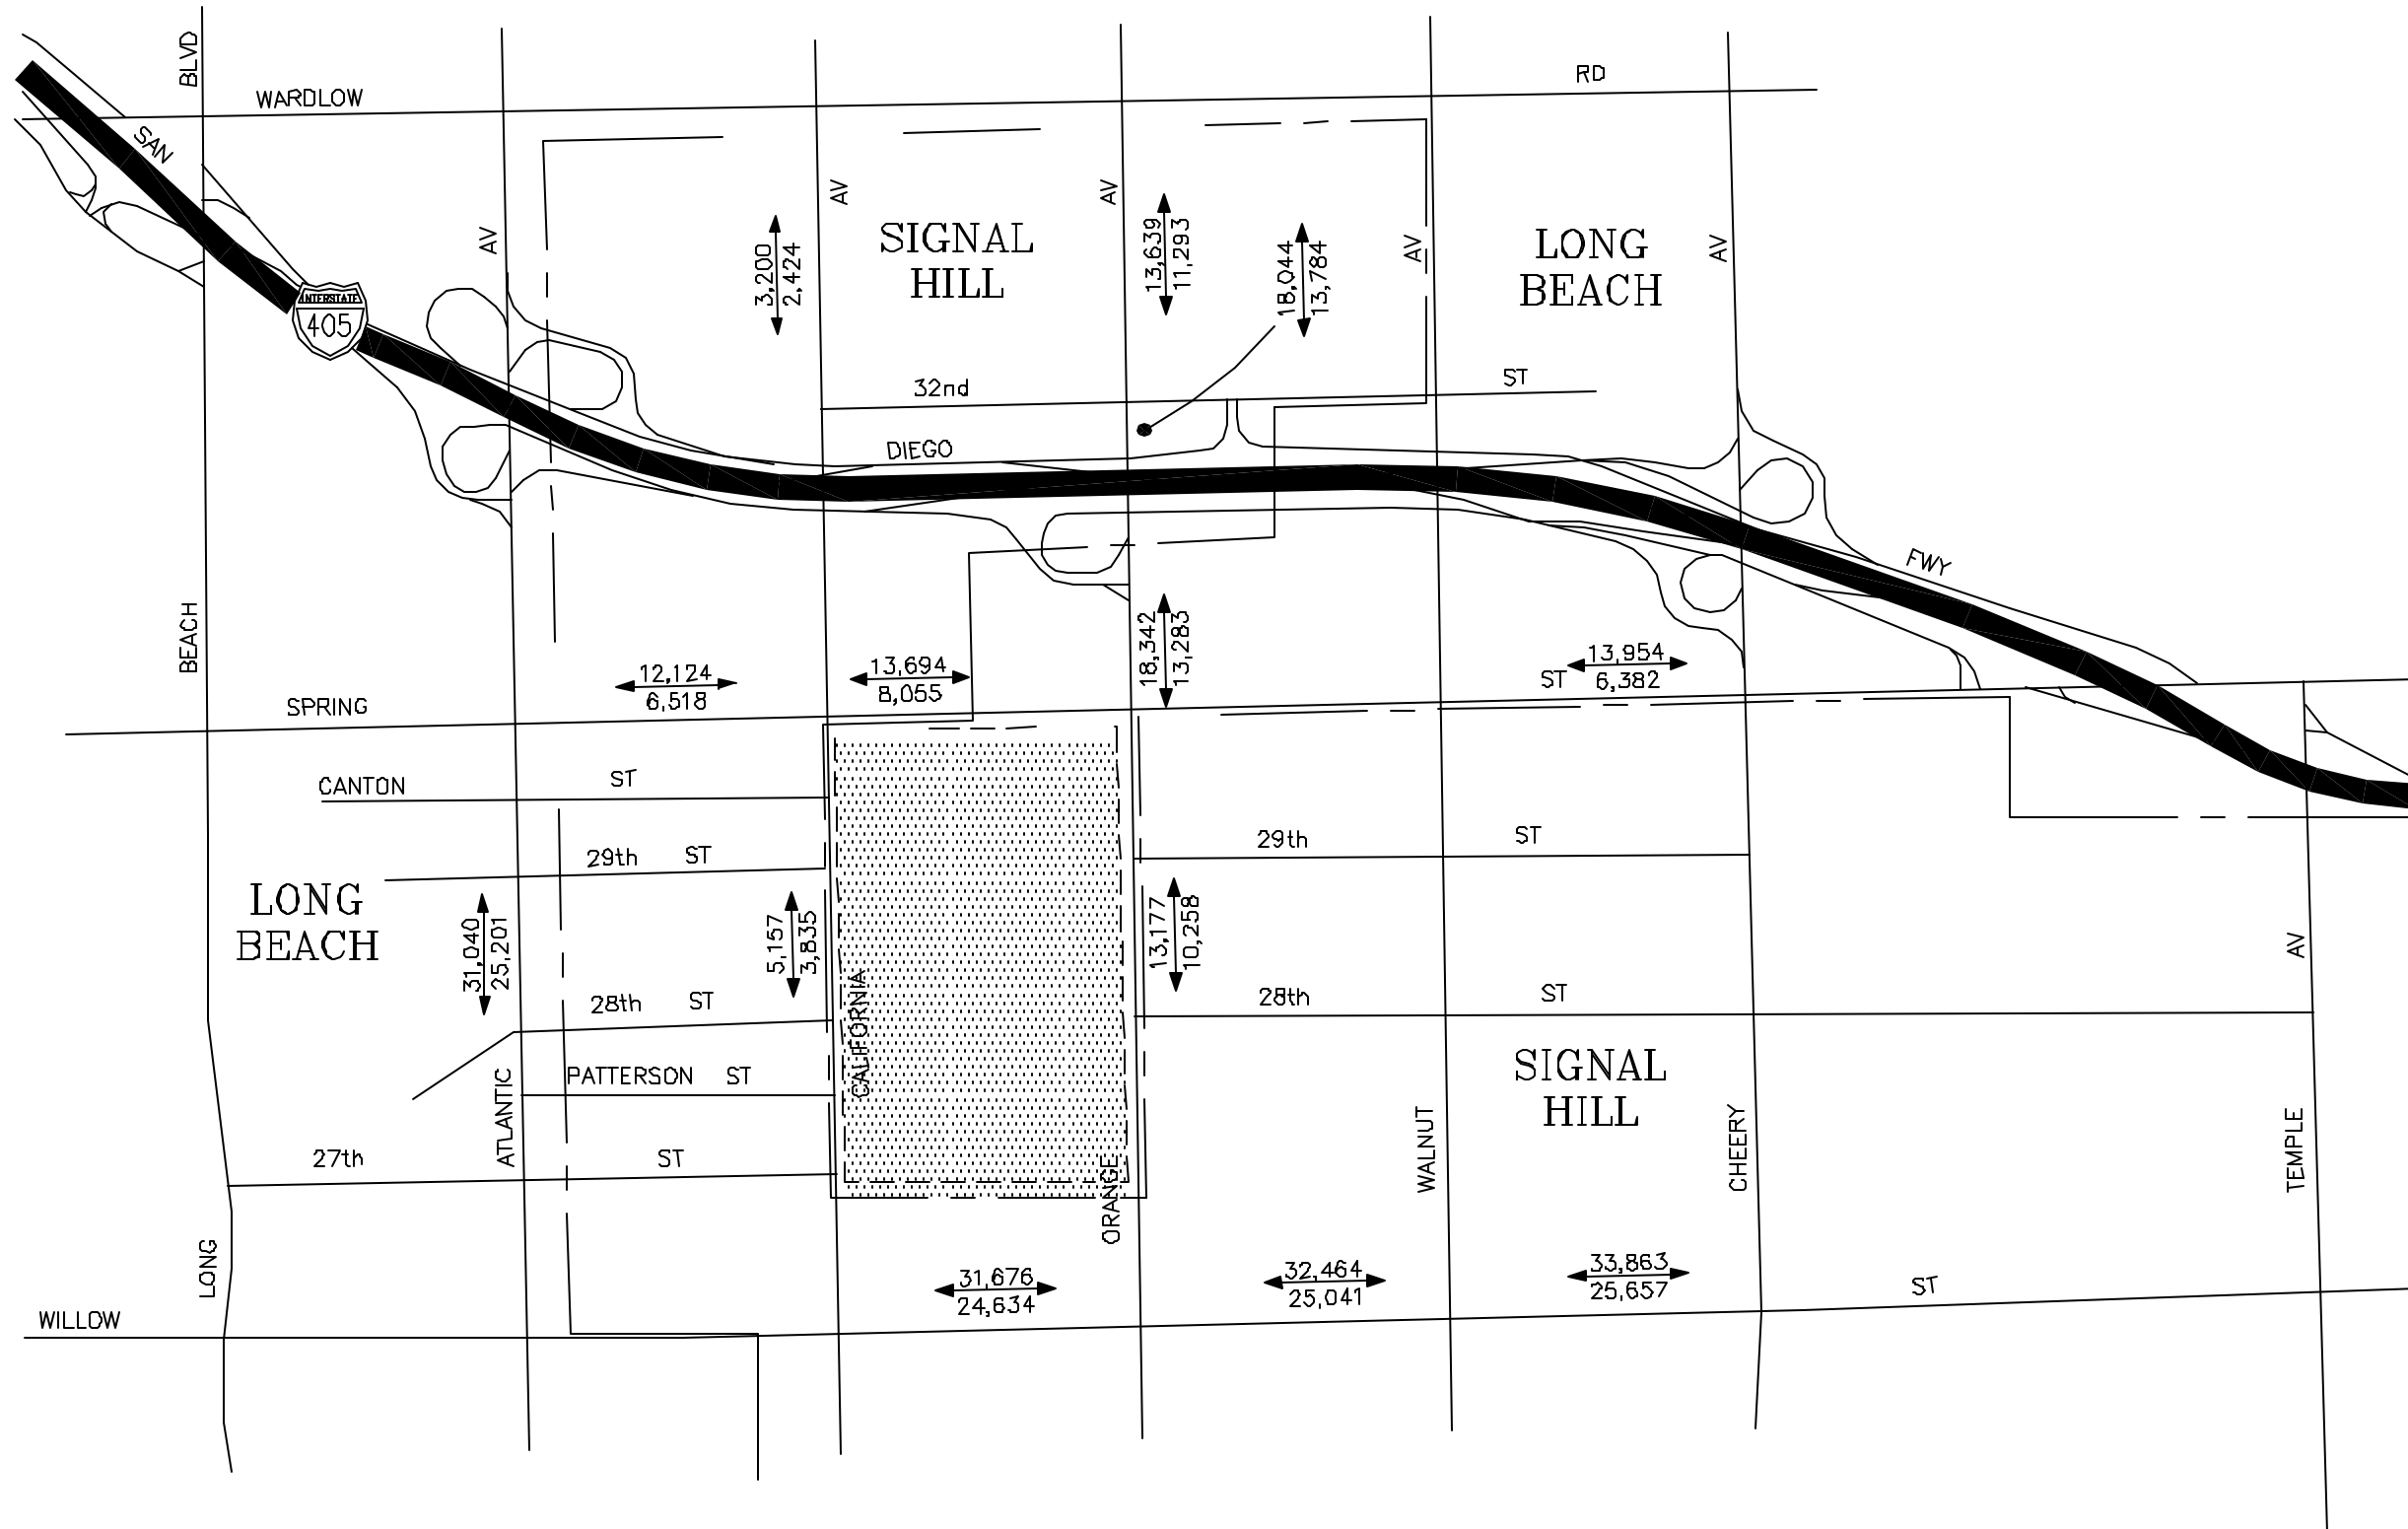 BLVD
WARDLOW
RD
SAN
AV
AV
AV
AV
AV
SIGNAL
HILL
LONG
BEACH
3,200
2,424
13,639
11,293
18,044
13,784
INTERSTATE
405
32nd
ST
DIEGO
FWY
BEACH
12,124
6,518
13,694
8,055
18,342
13,283
13,954
6,382
SPRING
ST
CANTON
ST
29th
ST
29th
ST
LONG
BEACH
31,040
25,201
5,157
3,835
13,177
10,258
AV
28th
ST
28th
ST
CALIFORNIA
SIGNAL
HILL
PATTERSON ST
ATLANTIC
27th
ST
ORANGE
WALNUT
CHEERY
TEMPLE
LONG
31,676
24,634
32,464
25,041
33,863
25,657
WILLOW
ST